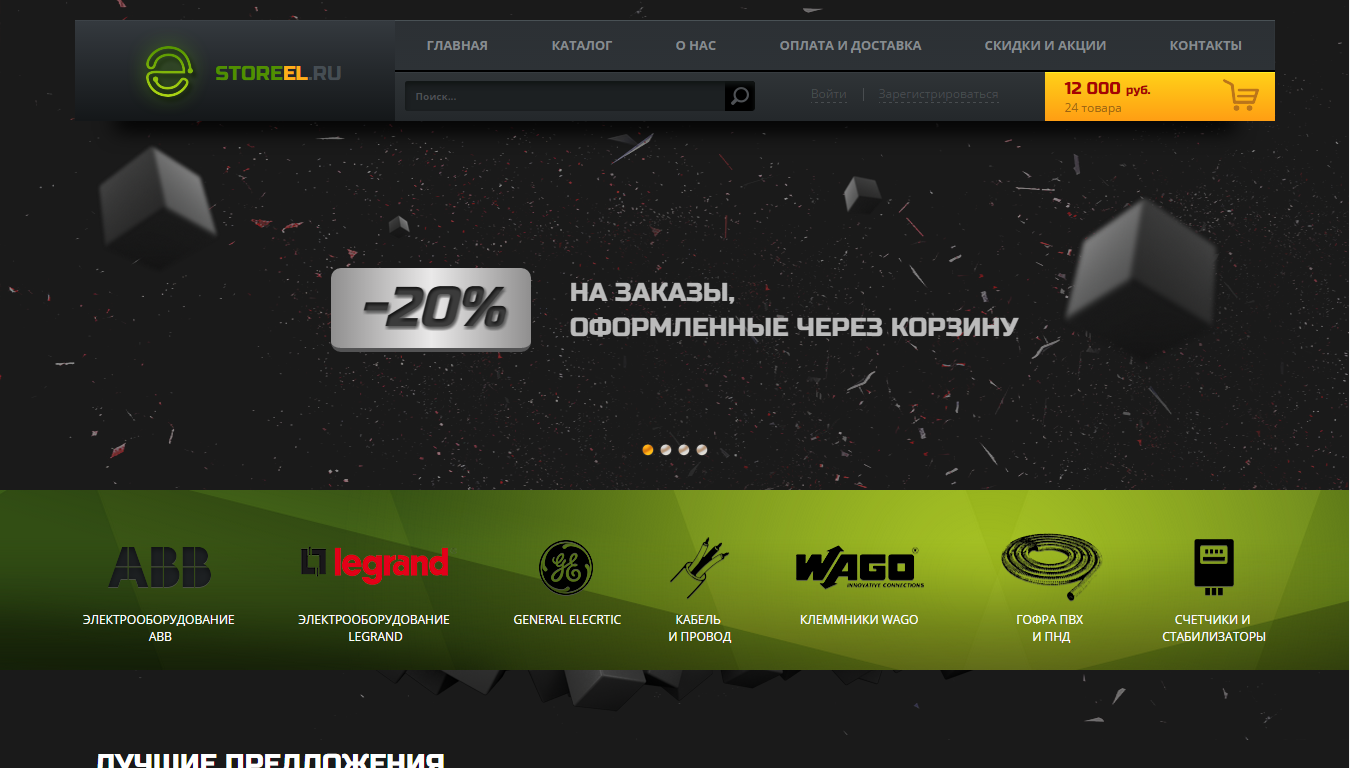 STOREEL.RU
ГЛАВНАЯ
КАТАЛОГ
О НАС
ОПЛАТА И ДОСТАВКА
СКИДКИ И АКЦИИ
КОНТАКТЫ
Поиск...
Войти
Зарегистрироваться
12 000 руб.
24 товара
-20%
НА ЗАКАЗЫ,
ОФОРМЛЕННЫЕ ЧЕРЕЗ КОРЗИНУ
ABB
legrand
GE
WAGO®
INNOVATIVE CONNECTIONS
ЭЛЕКТРООБОРУДОВАНИЕ
ABB
ЭЛЕКТРООБОРУДОВАНИЕ
LEGRAND
GENERAL ELECRTIC
КАБЕЛЬ
И ПРОВОД
КЛЕММНИКИ WAGO
ГОФРА ПВХ
И ПНД
СЧЕТЧИКИ И
СТАБИЛИЗАТОРЫ
ЛУЧШИЕ ПРЕДЛОЖЕНИЯ